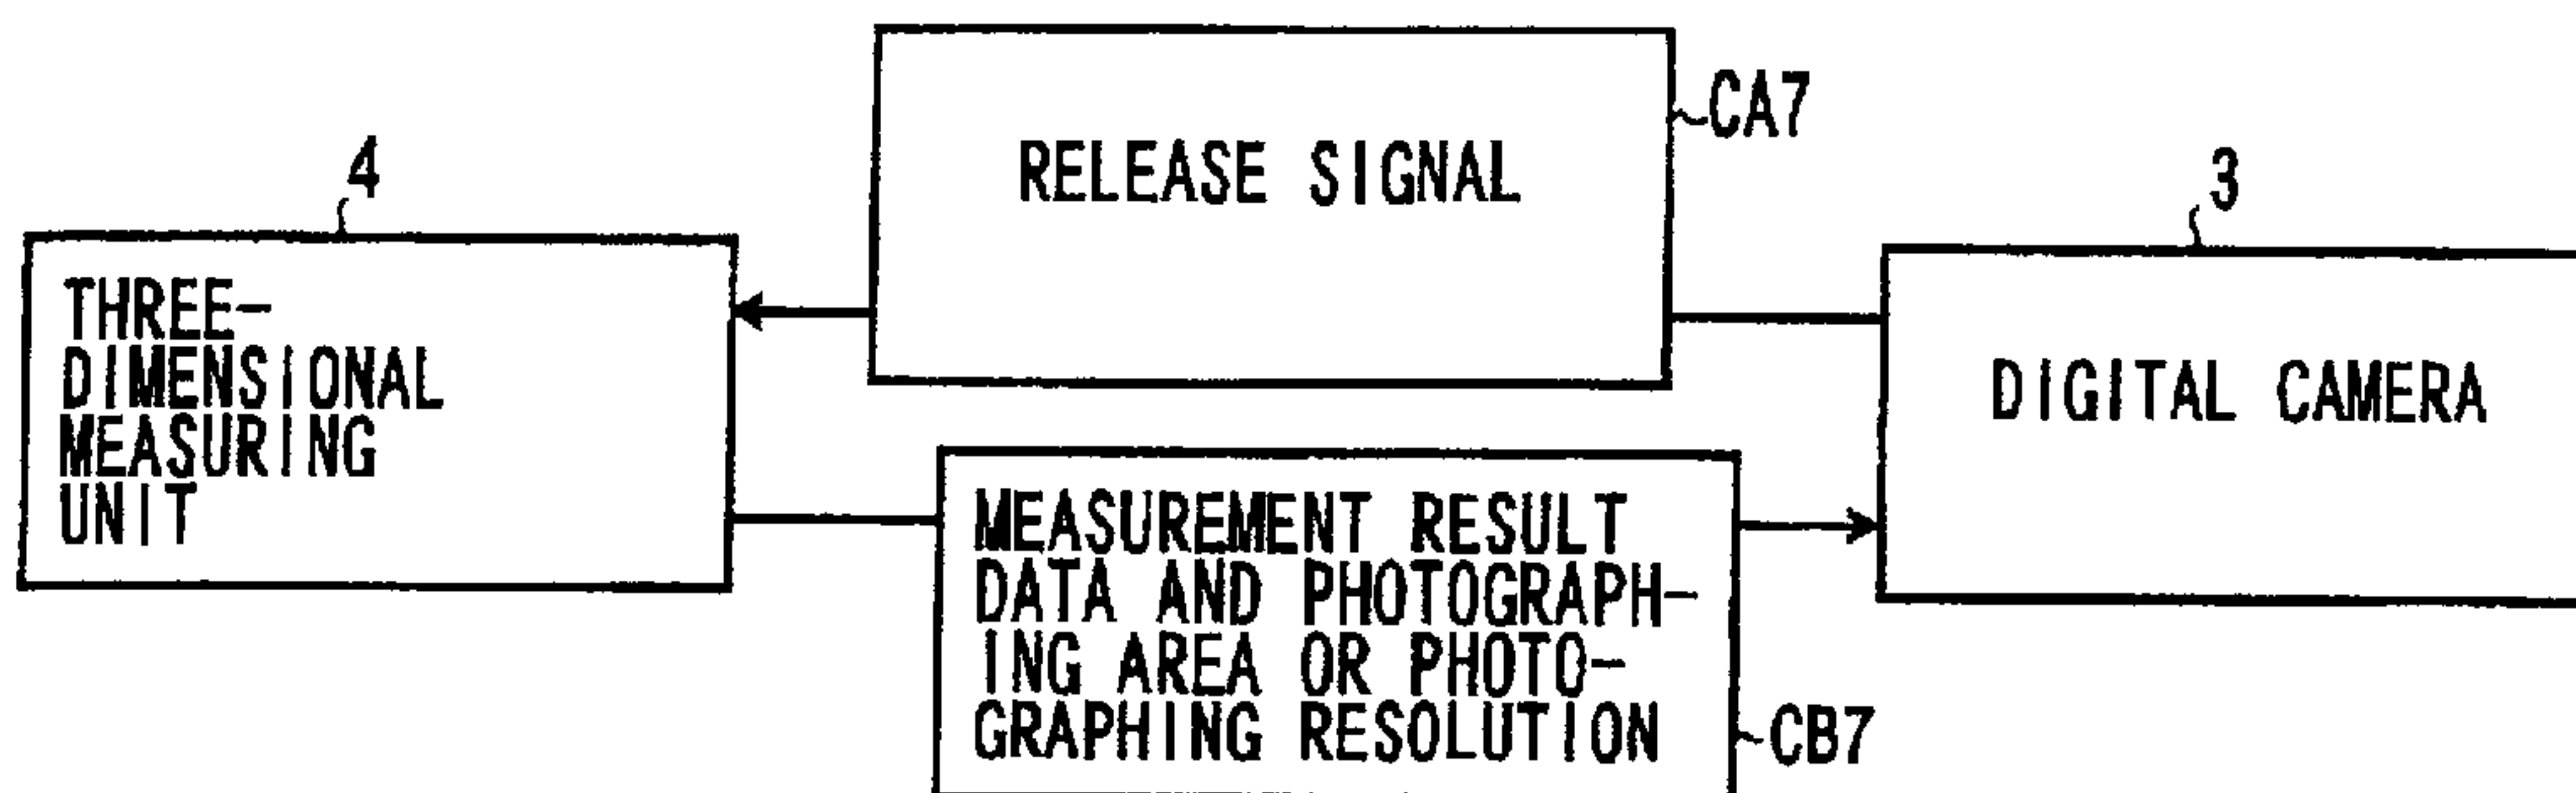 RELEASE SIGNAL
CA7
4
THREE-
DIMENSIONAL
MEASURING
UNIT
3
DIGITAL CAMERA
MEASUREMENT RESULT
DATA AND PHOTOGRAPH-
ING AREA OR PHOTO-
GRAPHING RESOLUTION
CB7